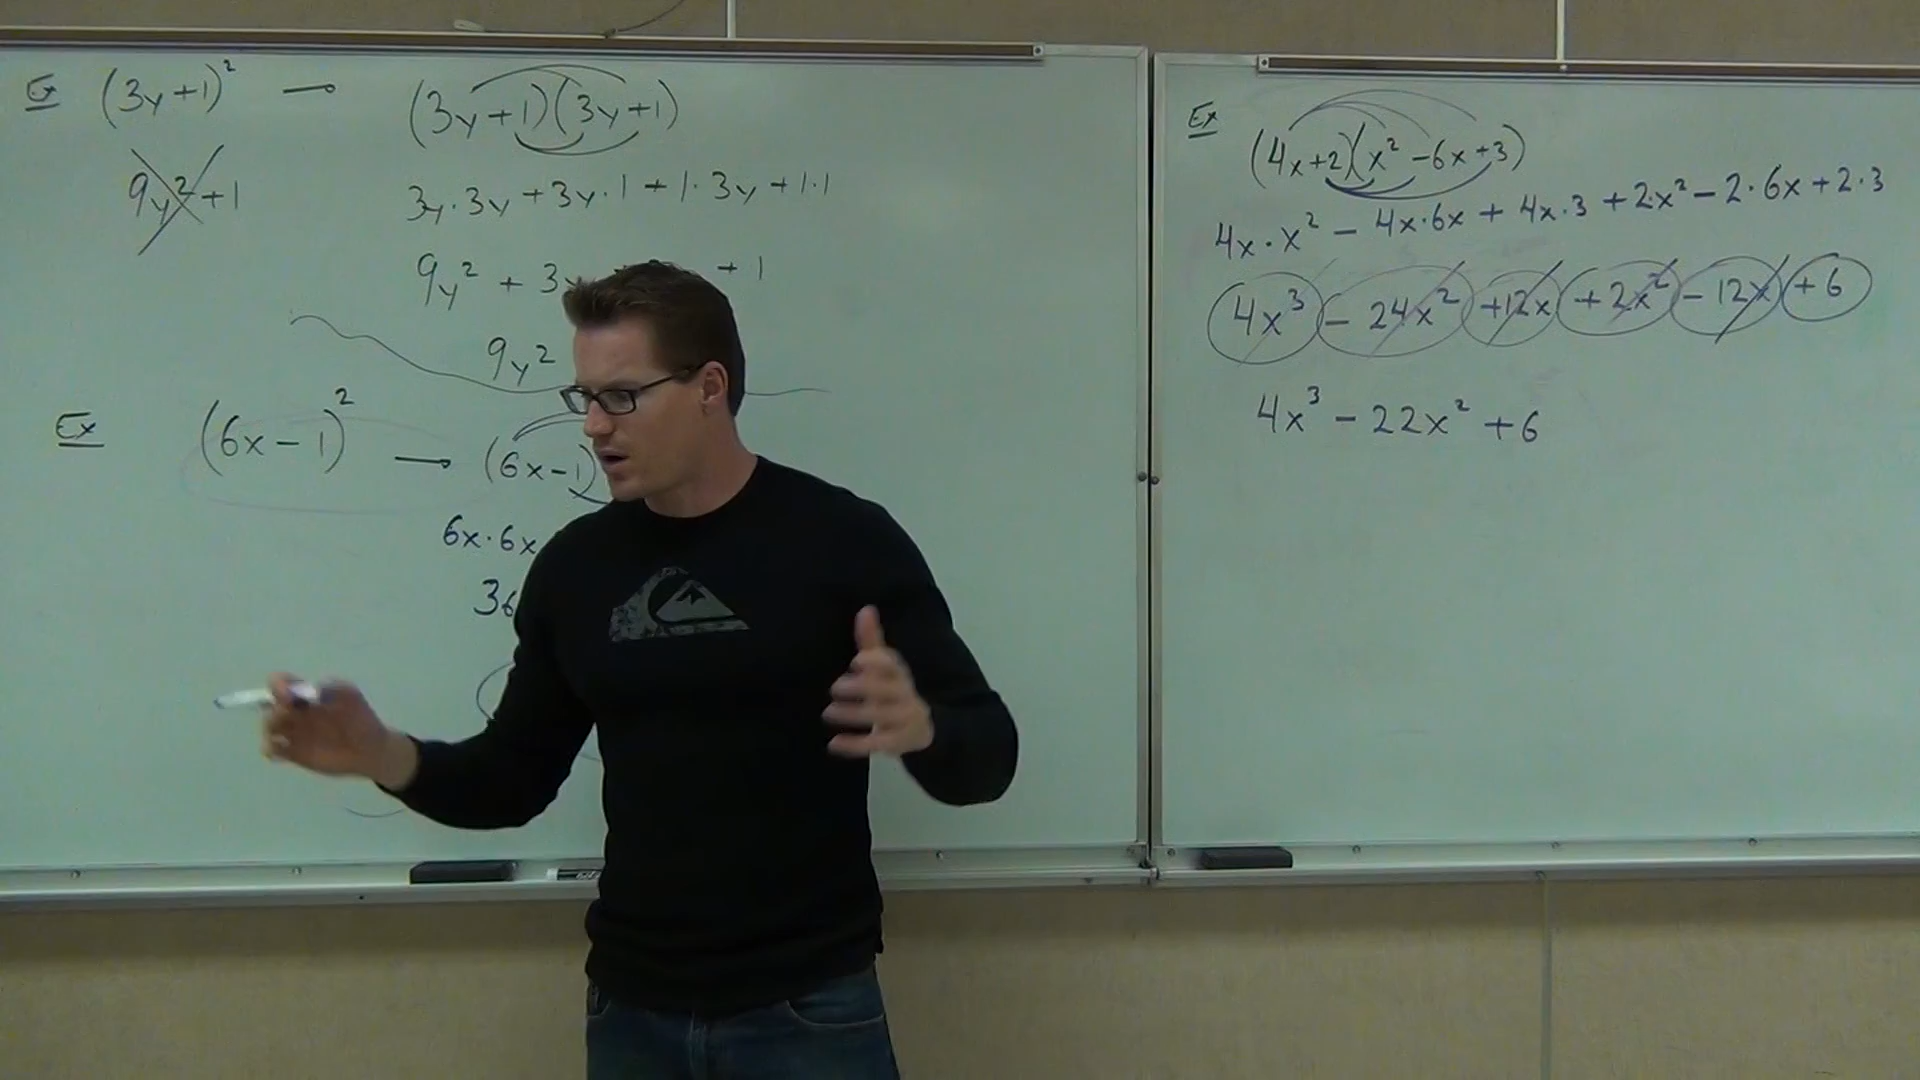 Ex (3y+1)² → (3y+1)(3y+1)
9y²+1
3y·3y+3y·1+1·3y+1·1
9y² + 3y + 1
9y²
Ex (6x-1)² → (6x-1)
6x·6x
36
Ex
(4x+2)(x²-6x+3)
4x·x² - 4x·6x + 4x·3 + 2x² - 2·6x + 2·3
4x³ - 24x² +12x +2x² -12x +6
4x³ - 22x² + 6